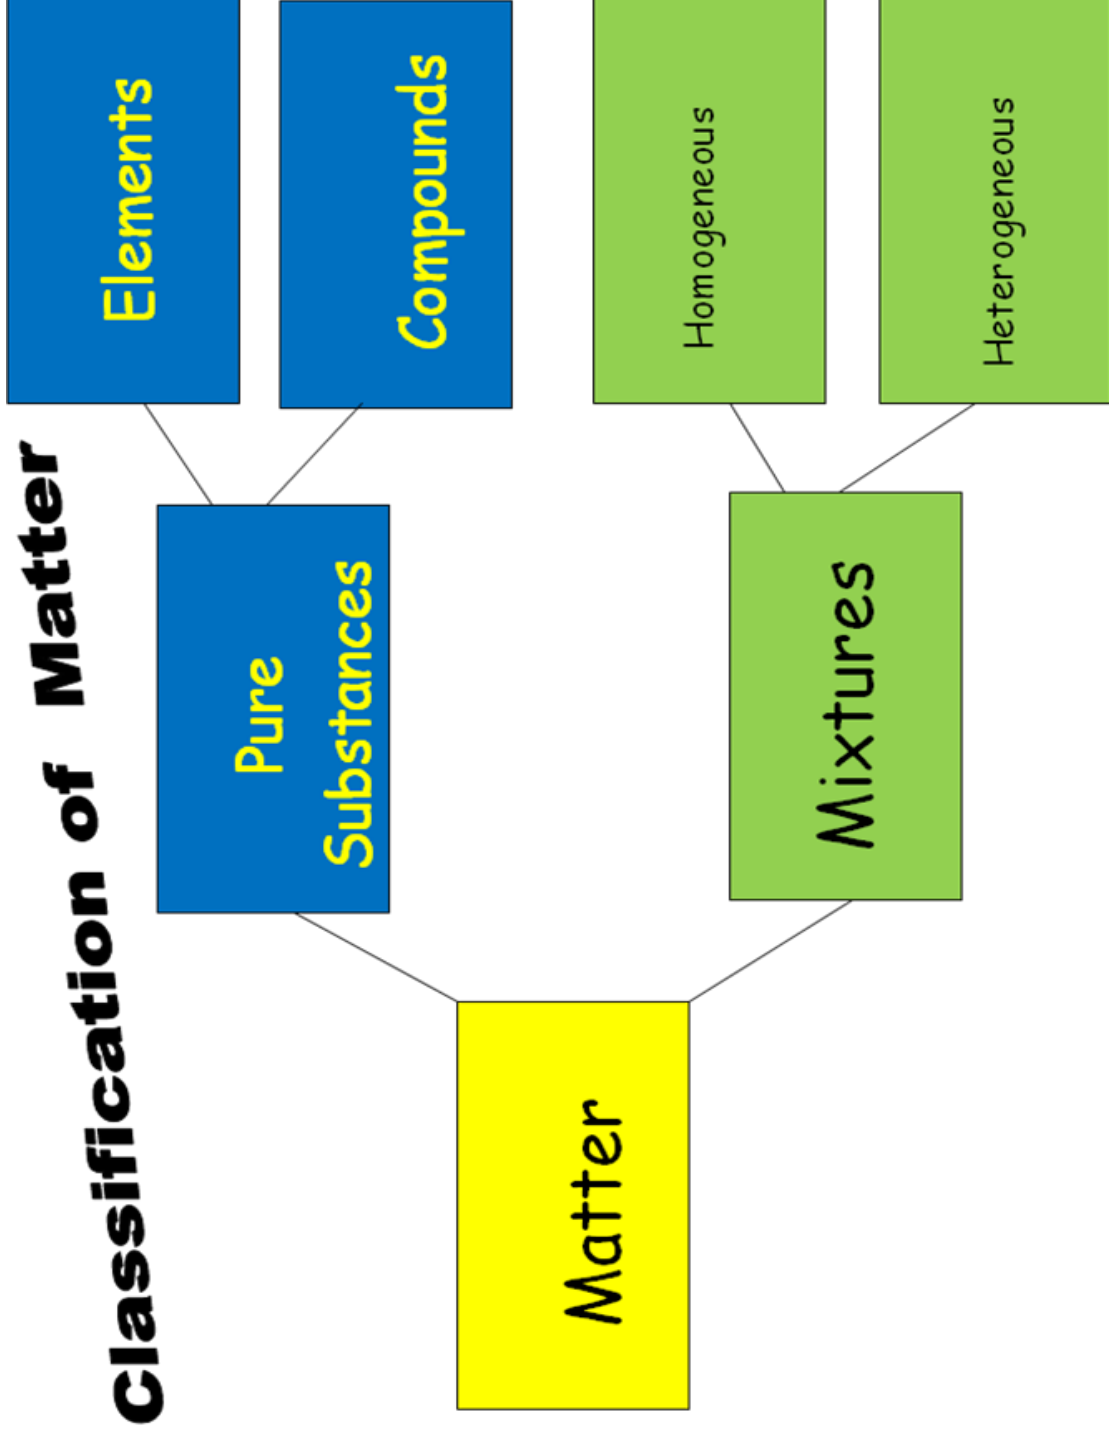 Classification of Matter
Matter
Pure
Substances
Elements
Compounds
Mixtures
Homogeneous
Heterogeneous